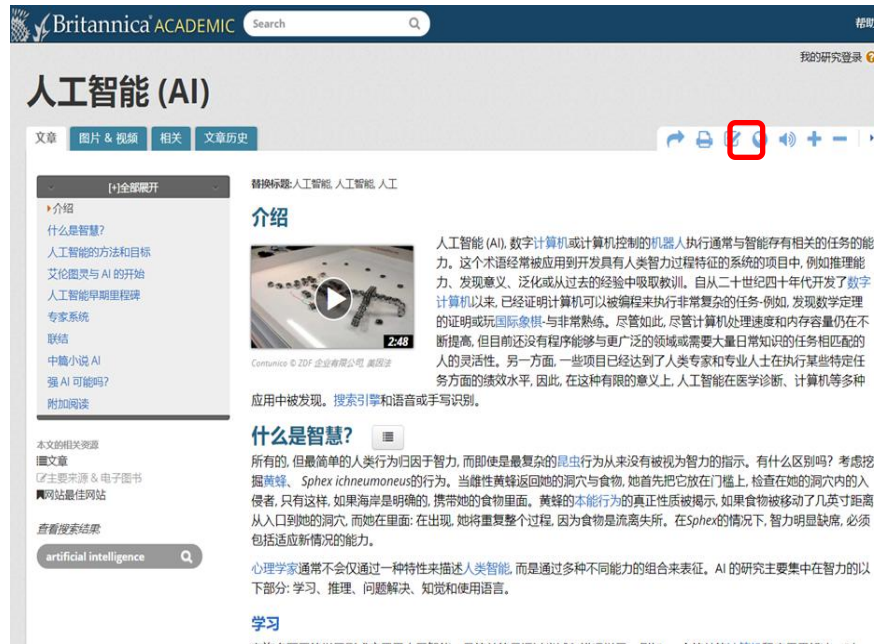 Britannica ACADEMIC
Search
帮助
我的研究登录
人工智能 (AI)
文章 图片 & 视频 相关 文章历史
[+]全部展开
介绍
什么是智慧?
人工智能的方法和目标
艾伦图灵与 AI 的开始
人工智能早期里程碑
专家系统
联结
中篇小说 AI
强 AI 可能吗?
附加阅读
本文的相关资源
文章
主要来源 & 电子图书
网站最佳网站
查看搜索结果:
artificial intelligence
替换标题:人工智能, 人工智能, 人工
介绍
2:48
Contunico © ZDF 企业有限公司, 美因法
人工智能 (AI), 数字计算机或计算机控制的机器人执行通常与智能存有相关的任务的能
力。这个术语经常被应用到开发具有人类智力过程特征的系统的项目中, 例如推理能
力、发现意义、泛化或从过去的经验中吸取教训。自从二十世纪四十年代开发了数字
计算机以来, 已经证明计算机可以被编程来执行非常复杂的任务-例如, 发现数学定理
的证明或玩国际象棋-与非常熟练。尽管如此, 尽管计算机处理速度和内存容量仍在不
断提高, 但目前还没有程序能够与更广泛的领域或需要大量日常知识的任务相匹配的
人的灵活性。另一方面, 一些项目已经达到了人类专家和专业人士在执行某些特定任
务方面的绩效水平, 因此, 在这种有限的意义上, 人工智能在医学诊断、计算机等多种
应用中被发现。搜索引擎和语音或手写识别。
什么是智慧?
所有的, 但最简单的人类行为归因于智力, 而即使是最复杂的昆虫行为从来没有被视为智力的指示。有什么区别吗? 考虑挖
掘黄蜂、 Sphex ichneumoneus的行为。当雌性黄蜂返回她的洞穴与食物, 她首先把它放在门槛上, 检查在她的洞穴内的入
侵者, 只有这样, 如果海岸是明确的, 携带她的食物里面。黄蜂的本能行为的真正性质被揭示, 如果食物被移动了几英寸距离
从入口到她的洞穴, 而她在里面: 在出现, 她将重复整个过程, 因为食物是流离失所。在Sphex的情况下, 智力明显缺席, 必须
包括适应新情况的能力。
心理学家通常不会仅通过一种特性来描述人类智能, 而是通过多种不同能力的组合来表征。AI 的研究主要集中在智力的以
下部分: 学习、推理、问题解决、知觉和使用语言。
学习